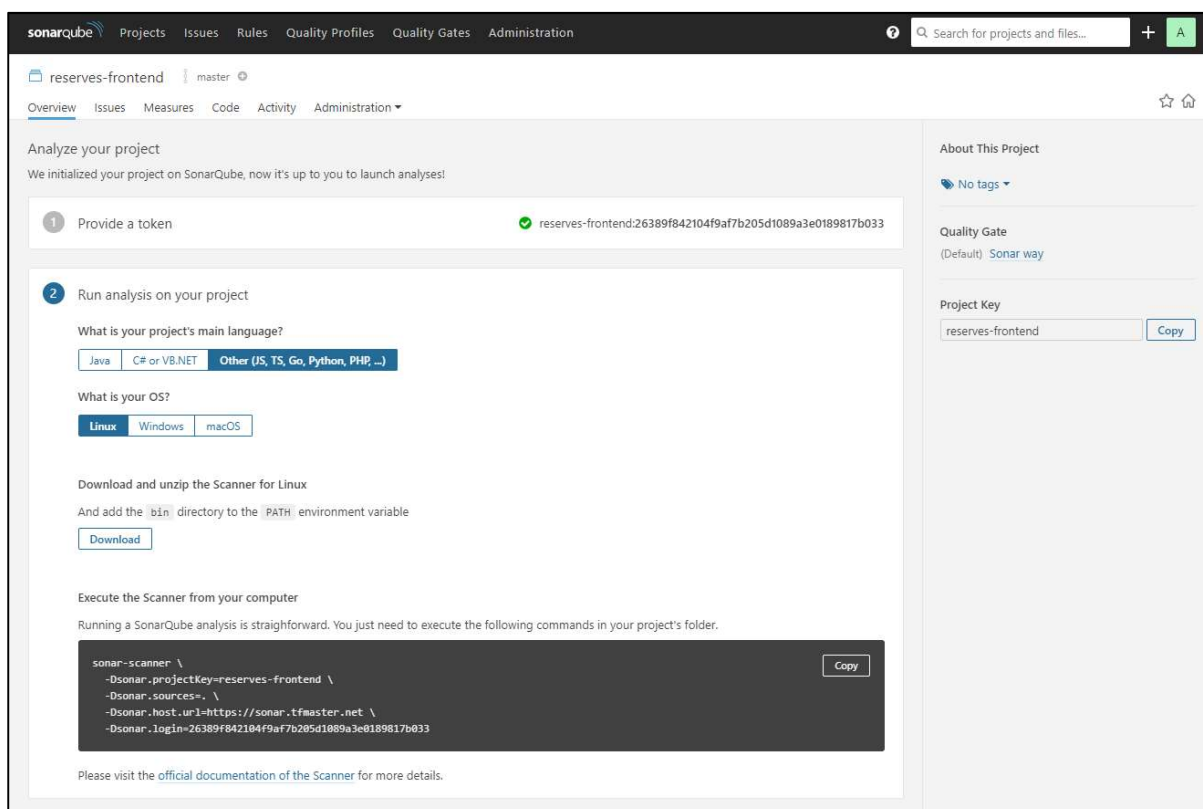 sonarqube Projects Issues Rules Quality Profiles Quality Gates Administration ? Search for projects and files... + A
reserves-frontend master
Overview Issues Measures Code Activity Administration
Analyze your project
We initialized your project on SonarQube, now it's up to you to launch analyses!
1 Provide a token reserves-frontend:26389f842104f9af7b205d1089a3e0189817b033
2 Run analysis on your project
What is your project's main language?
Java C# or VB.NET Other (JS, TS, Go, Python, PHP, ...)
What is your OS?
Linux Windows macOS
Download and unzip the Scanner for Linux
And add the bin directory to the PATH environment variable
Download
Execute the Scanner from your computer
Running a SonarQube analysis is straighforward. You just need to execute the following commands in your project's folder.
sonar-scanner \
-Dsonar.projectKey=reserves-frontend \
-Dsonar.sources=. \
-Dsonar.host.url=https://sonar.tfmaster.net \
-Dsonar.login=26389f842104f9af7b205d1089a3e0189817b033
Copy
Please visit the official documentation of the Scanner for more details.
About This Project
No tags
Quality Gate
(Default) Sonar way
Project Key
reserves-frontend Copy